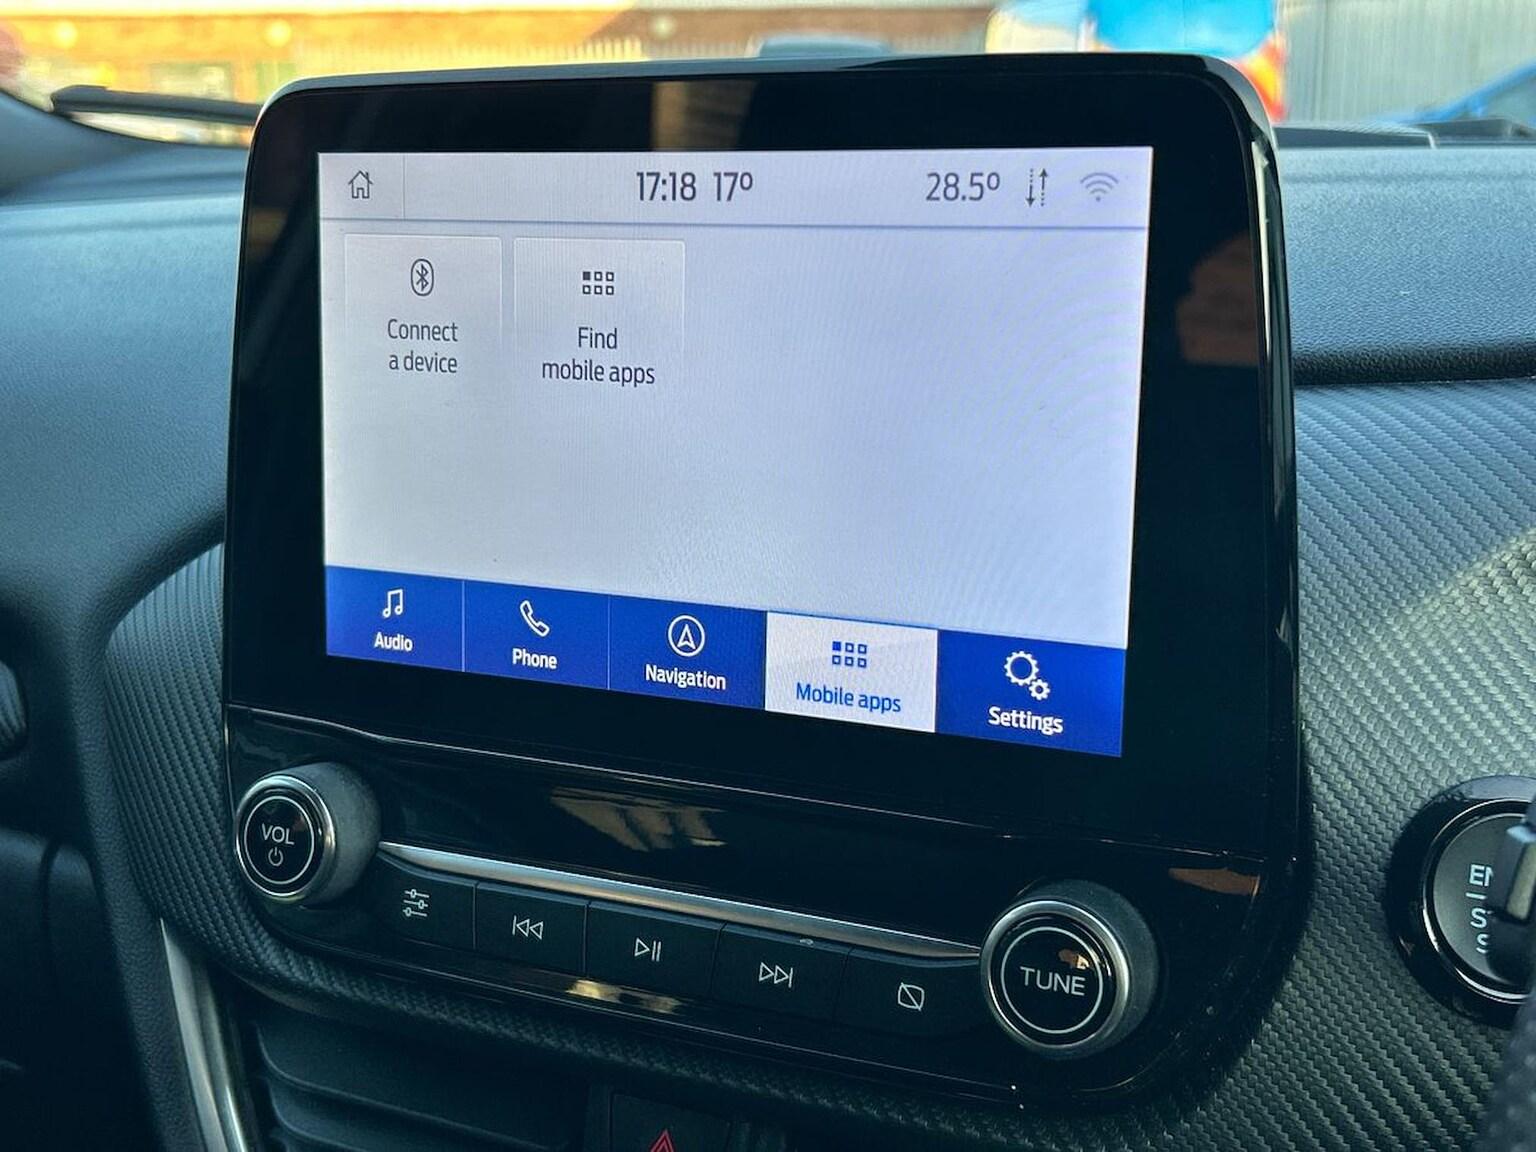 17:18 17º 28.5º
Connect
a device
Find
mobile apps
Audio
Phone
Navigation
Mobile apps
Settings
VOL
TUNE